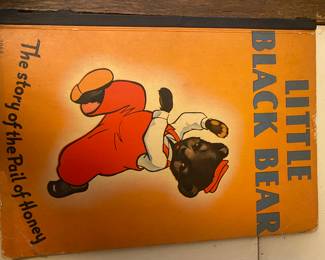 LITTLE
BLACK BEAR
The story of the Pail of Honey